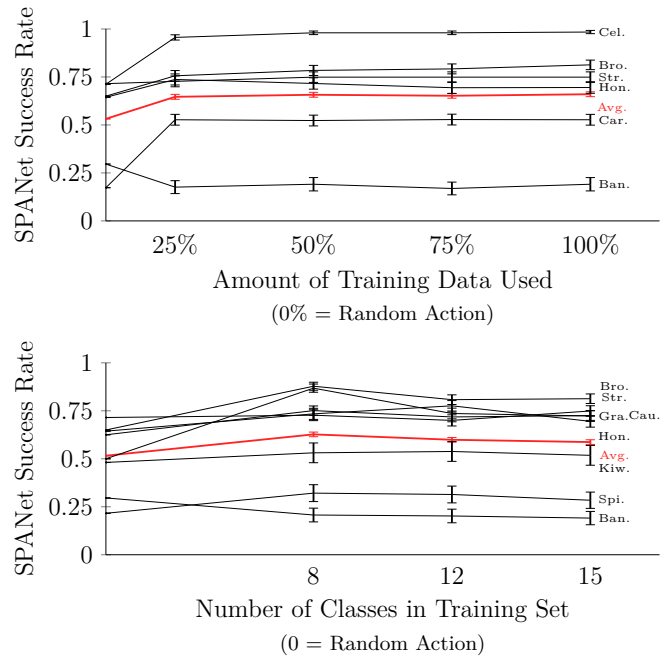 SPANet Success Rate
1
0.75
0.5
0.25
0
Cel.
Bro.
Str.
Hon.
Avg.
Car.
Ban.
25% 50% 75% 100%
Amount of Training Data Used
(0% = Random Action)
SPANet Success Rate
1
0.75
0.5
0.25
0
Bro.
Str.
Gra.Cau.
Hon.
Avg.
Kiw.
Spi.
Ban.
8 12 15
Number of Classes in Training Set
(0 = Random Action)